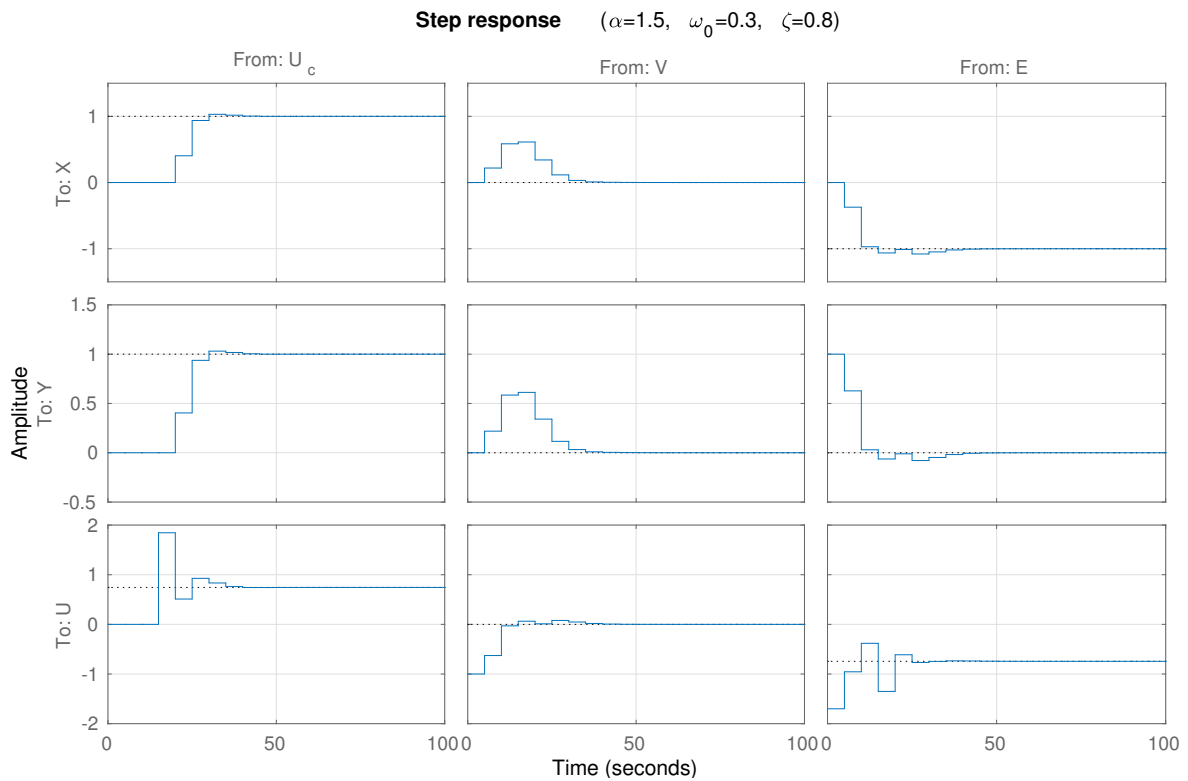 Step response (α=1.5, ω0=0.3, ζ=0.8)
From: U c
From: V
From: E
To: X
1
0
-1
Amplitude
To: Y
1.5
1
0.5
0
-0.5
To: U
2
1
0
-1
-2
0 50 100 0 50 100 0 50 100
Time (seconds)